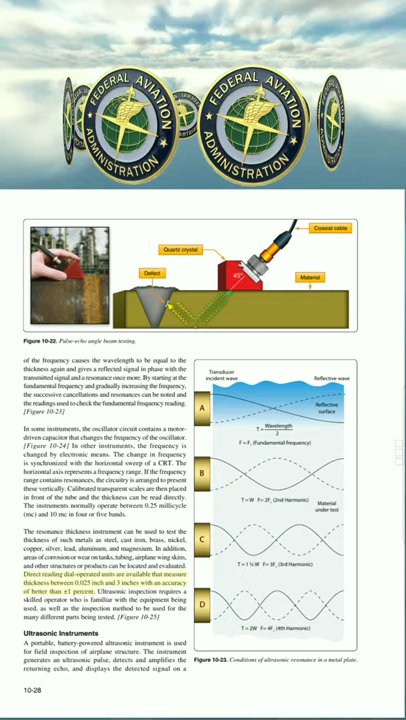 FEDERAL AVIATION
ADMINISTRATION
FEDERAL AVIATION
ADMINISTRATION
Coaxial cable
Quartz crystal
Defect
45°
Material
Figure 10-22. Pulse-echo angle beam testing.
of the frequency causes the wavelength to be equal to the
thickness again and gives a reflected signal in phase with the
transmitted signal and a resonance once more. By starting at the
fundamental frequency and gradually increasing the frequency,
the successive cancellations and resonances can be noted and
the readings used to check the fundamental frequency reading.
[Figure 10-23]
In some instruments, the oscillator circuit contains a motor-
driven capacitor that changes the frequency of the oscillator.
[Figure 10-24] In other instruments, the frequency is
changed by electronic means. The change in frequency
is synchronized with the horizontal sweep of a CRT. The
horizontal axis represents a frequency range. If the frequency
range contains resonances, the circuitry is arranged to present
these vertically. Calibrated transparent scales are then placed
in front of the tube and the thickness can be read directly.
The instruments normally operate between 0.25 millicycle
(mc) and 10 mc in four or five bands.
The resonance thickness instrument can be used to test the
thickness of such metals as steel, cast iron, brass, nickel,
copper, silver, lead, aluminum, and magnesium. In addition,
areas of corrosion or wear on tanks, tubing, airplane wing skins,
and other structures or products can be located and evaluated.
Direct reading dial-operated units are available that measure
thickness between 0.025 inch and 3 inches with an accuracy
of better than ±1 percent. Ultrasonic inspection requires a
skilled operator who is familiar with the equipment being
used, as well as the inspection method to be used for the
many different parts being tested. [Figure 10-25]
Ultrasonic Instruments
A portable, battery-powered ultrasonic instrument is used
for field inspection of airplane structure. The instrument
generates an ultrasonic pulse, detects and amplifies the
returning echo, and displays the detected signal on a
Transducer
incident wave
Reflective wave
A
Reflective
surface
T = Wavelength
2
F = F₁ (Fundamental frequency)
B
T = W F = 2F₁ (2nd Harmonic)
Material
under test
C
T = 1 ½ W F = 3F₁ (3rd Harmonic)
D
T = 2W F = 4F₁ (4th Harmonic)
Figure 10-23. Conditions of ultrasonic resonance in a metal plate.
10-28